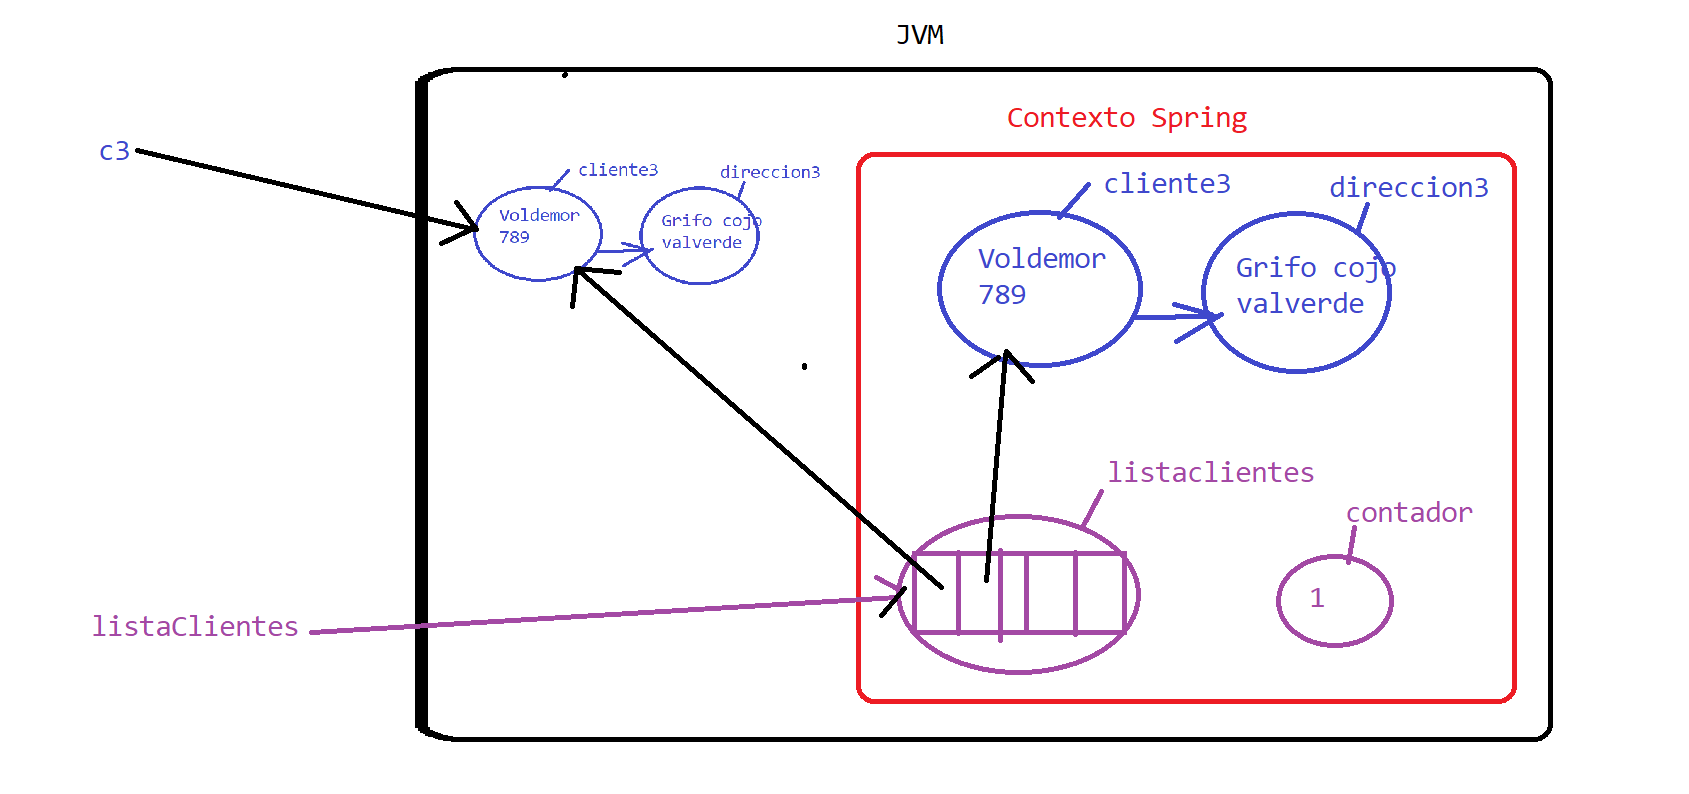 JVM
Contexto Spring
c3
cliente3
direccion3
Voldemor
789
Grifo cojo
valverde
cliente3
direccion3
Voldemor
789
Grifo cojo
valverde
listaclientes
contador
1
listaClientes